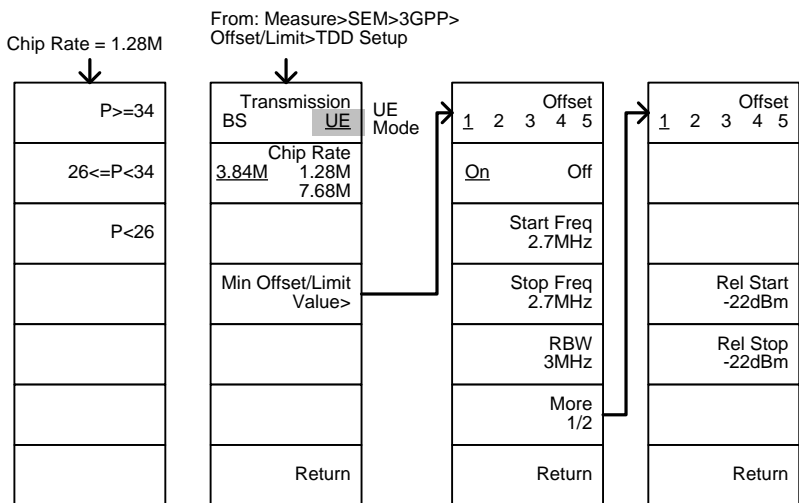 From: Measure>SEM>3GPP>
Offset/Limit>TDD Setup
Chip Rate = 1.28M
P>=34
26<=P<34
P<26
Transmission
BS UE
UE
Mode
Chip Rate
3.84M 1.28M
7.68M
Min Offset/Limit
Value>
Return
Offset
1 2 3 4 5
On Off
Start Freq
2.7MHz
Stop Freq
2.7MHz
RBW
3MHz
More
1/2
Return
Offset
1 2 3 4 5
Rel Start
-22dBm
Rel Stop
-22dBm
Return